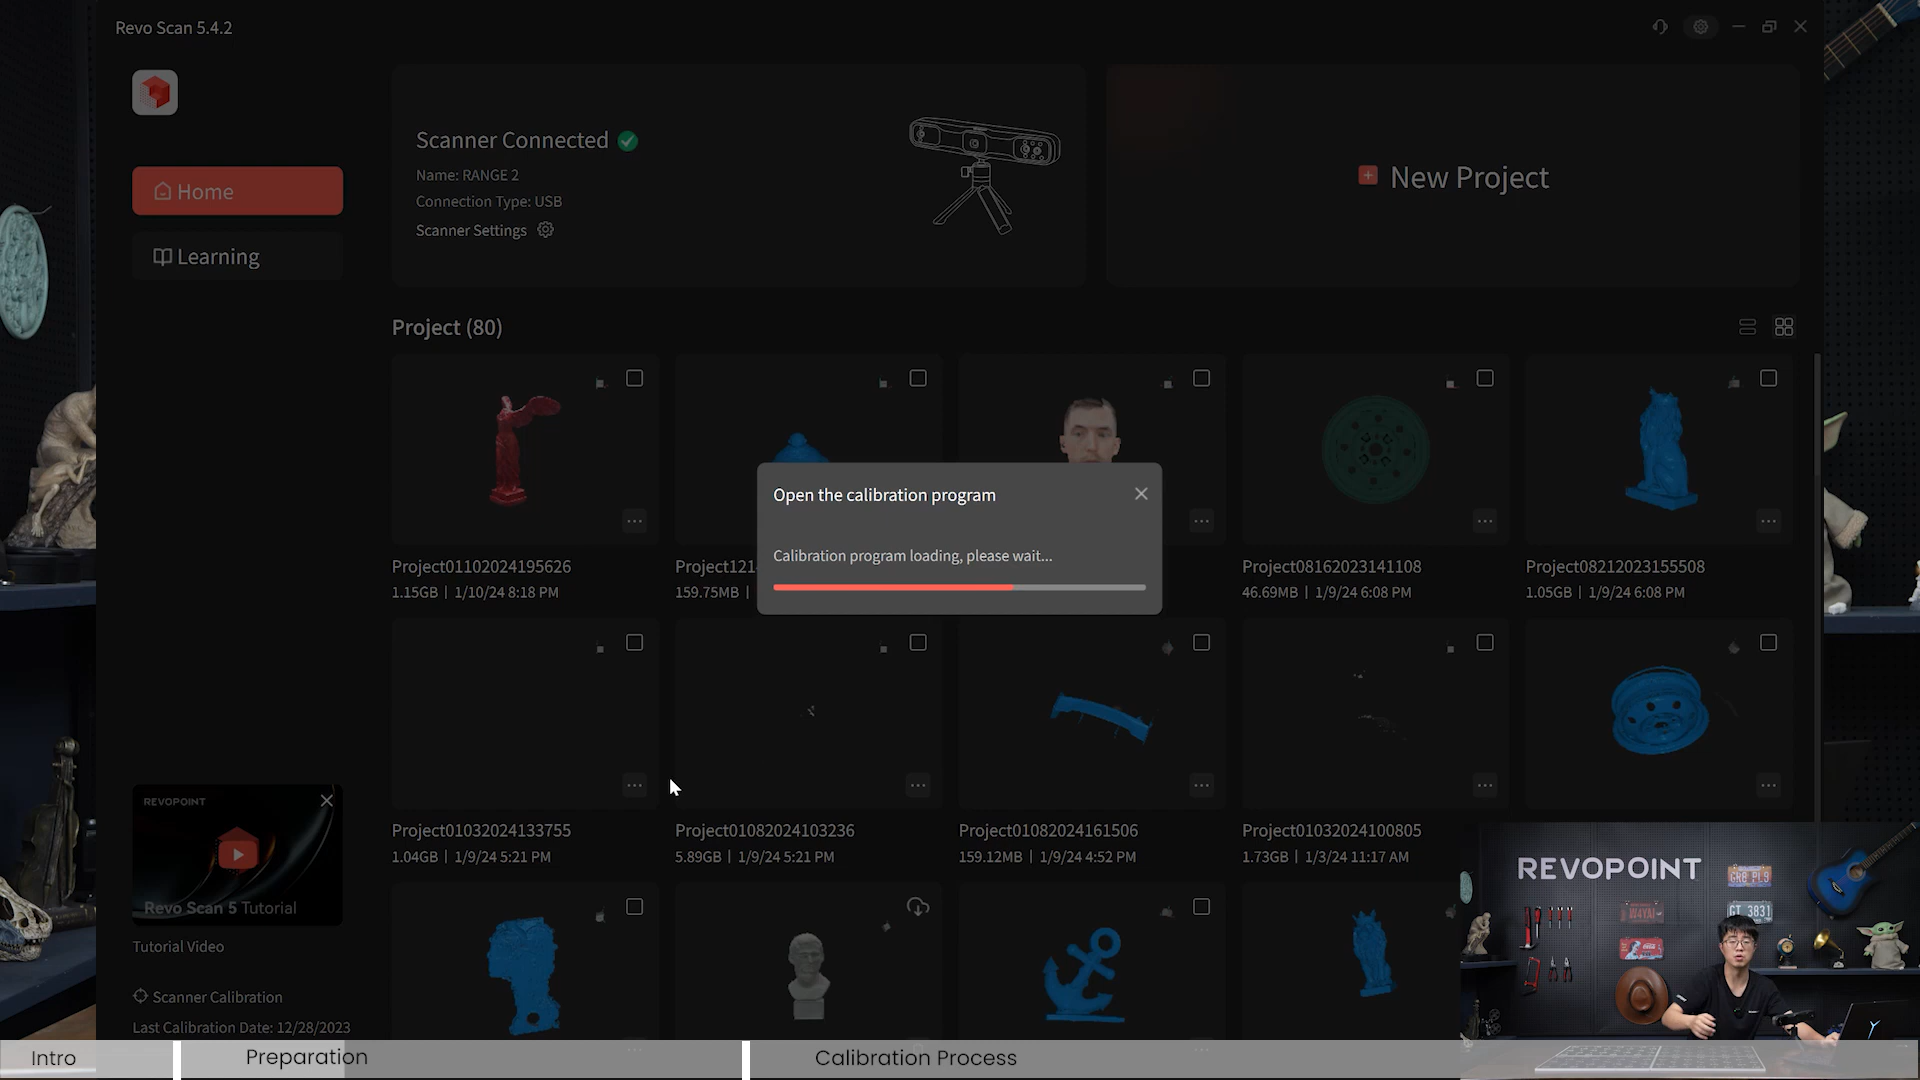 Revo Scan 5.4.2
Scanner Connected
Name: RANGE 2
Connection Type: USB
Scanner Settings
New Project
Home
Learning
Project (80)
Open the calibration program
Calibration program loading, please wait...
Project01102024195626
1.15GB | 1/10/24 8:18 PM
159.75MB |
Project08162023141108
46.69MB | 1/9/24 6:08 PM
Project08212023155508
1.05GB | 1/9/24 6:08 PM
Project01032024133755
1.04GB | 1/9/24 5:21 PM
Project01082024103236
5.89GB | 1/9/24 5:21 PM
Project01082024161506
159.12MB | 1/9/24 4:52 PM
Project01032024100805
1.73GB | 1/3/24 11:17 AM
REVOPOINT
Revo Scan 5 Tutorial
Tutorial Video
Scanner Calibration
Last Calibration Date: 12/28/2023
REVOPOINT
GR8 PL9
GT 3831
Intro
Preparation
Calibration Process